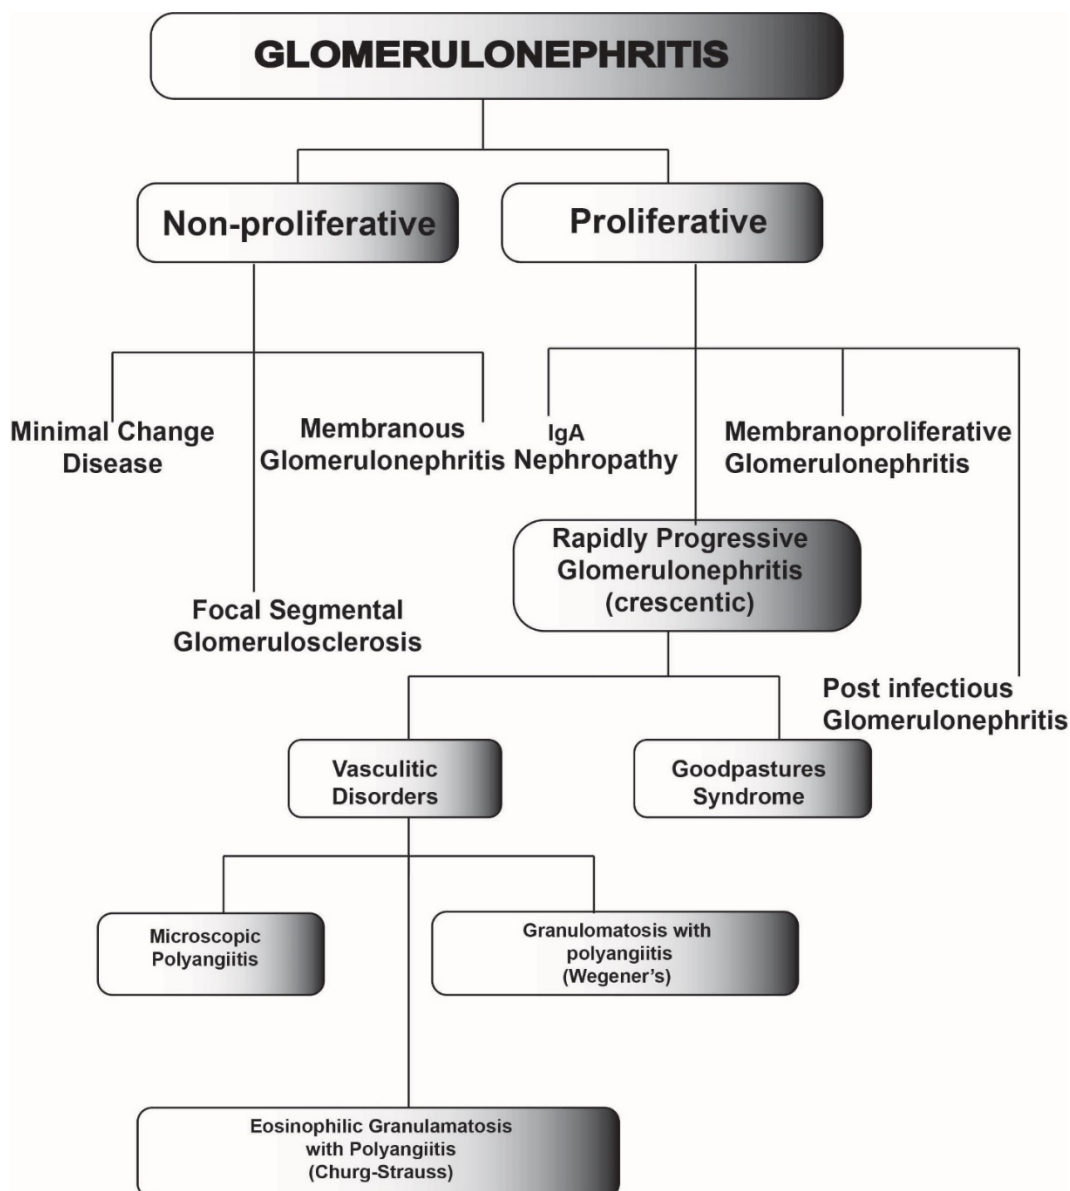 GLOMERULONEPHRITIS
Non-proliferative
Proliferative
Minimal Change
Disease
Membranous
Glomerulonephritis
IgA
Nephropathy
Membranoproliferative
Glomerulonephritis
Rapidly Progressive
Glomerulonephritis
(crescentic)
Focal Segmental
Glomerulosclerosis
Post infectious
Glomerulonephritis
Vasculitic
Disorders
Goodpastures
Syndrome
Microscopic
Polyangiitis
Granulomatosis with
polyangiitis
(Wegener's)
Eosinophilic Granulamatosis
with Polyangiitis
(Churg-Strauss)